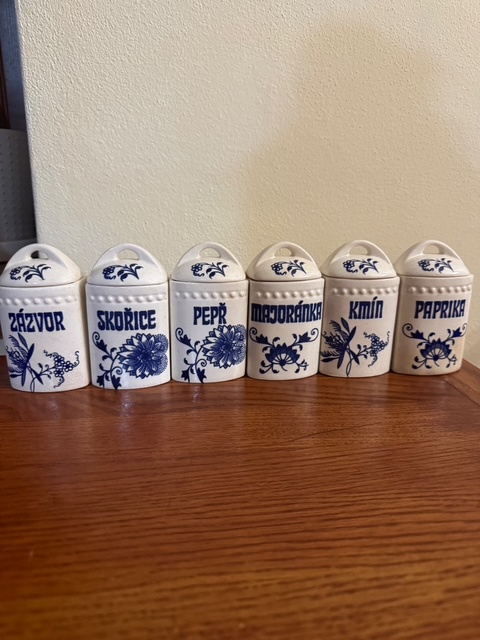 ZÁZVOR
SKOŘICE
PEPŘ
MAJORÁNKA
KMÍN
PAPRIKA